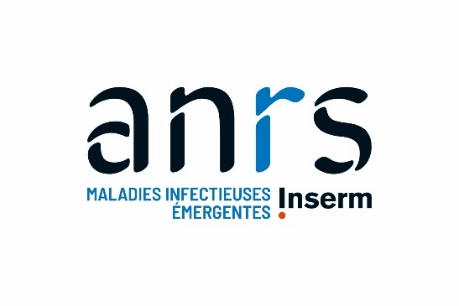 anrs
MALADIES INFECTIEUSES
ÉMERGENTES Inserm